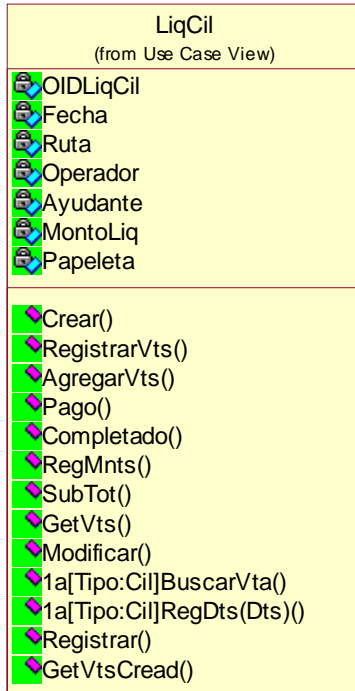 LiqCil
(from Use Case View)
OIDLiqCil
Fecha
Ruta
Operador
Ayudante
MontoLiq
Papeleta
Crear()
RegistrarVts()
AgregarVts()
Pago()
Completado()
RegMnts()
SubTot()
GetVts()
Modificar()
1a[Tipo:Cil]BuscarVta()
1a[Tipo:Cil]RegDts(Dts)()
Registrar()
GetVtsCread()